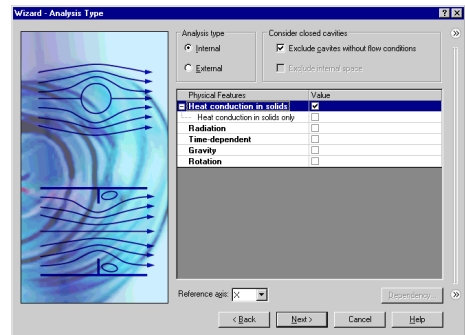 Wizard - Analysis Type
Analysis type
Internal
External
Consider closed cavities
Exclude cavites without flow conditions
Exclude internal space
Physical Features Value
Heat conduction in solids
Heat conduction in solids only
Radiation
Time-dependent
Gravity
Rotation
Reference axis: X
Dependency...
< Back Next > Cancel Help